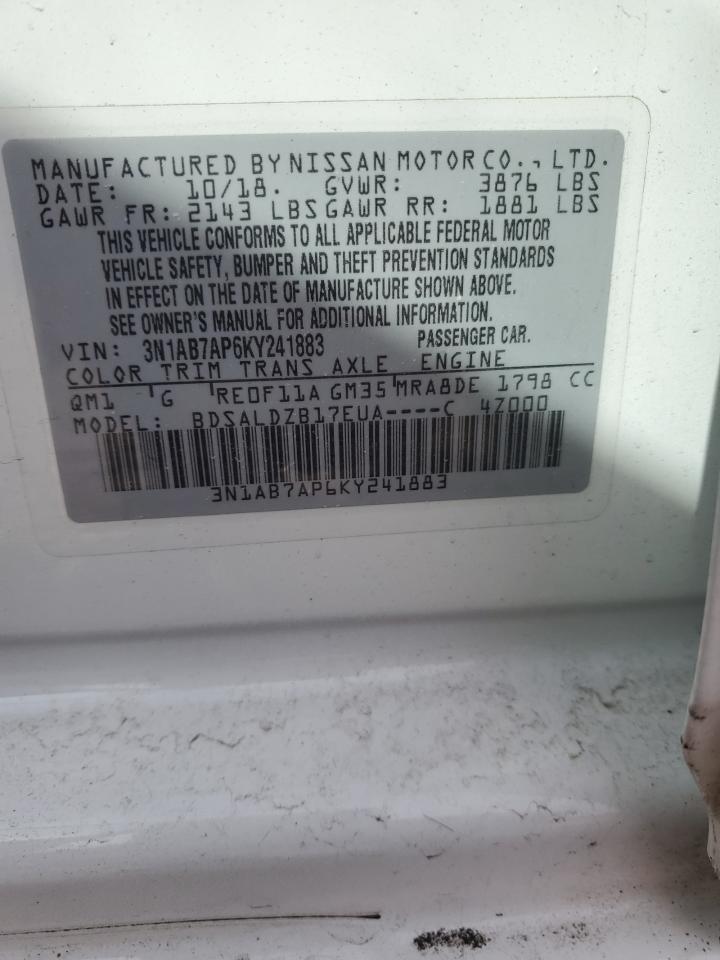 MANUFACTURED BY NISSAN MOTOR CO., LTD.
DATE: 10/18. GVWR: 3876 LBS
GAWR FR: 2143 LBS GAWR RR: 1881 LBS
THIS VEHICLE CONFORMS TO ALL APPLICABLE FEDERAL MOTOR
VEHICLE SAFETY, BUMPER AND THEFT PREVENTION STANDARDS
IN EFFECT ON THE DATE OF MANUFACTURE SHOWN ABOVE.
SEE OWNER'S MANUAL FOR ADDITIONAL INFORMATION.
VIN: 3N1AB7AP6KY241883 PASSENGER CAR.
COLOR TRIM TRANS AXLE ENGINE
QM1 G RE0F11A GM35 MRA8DE 1798 CC
MODEL: BDSALDZB17EUA----C 4Z000
3N1AB7AP6KY241883